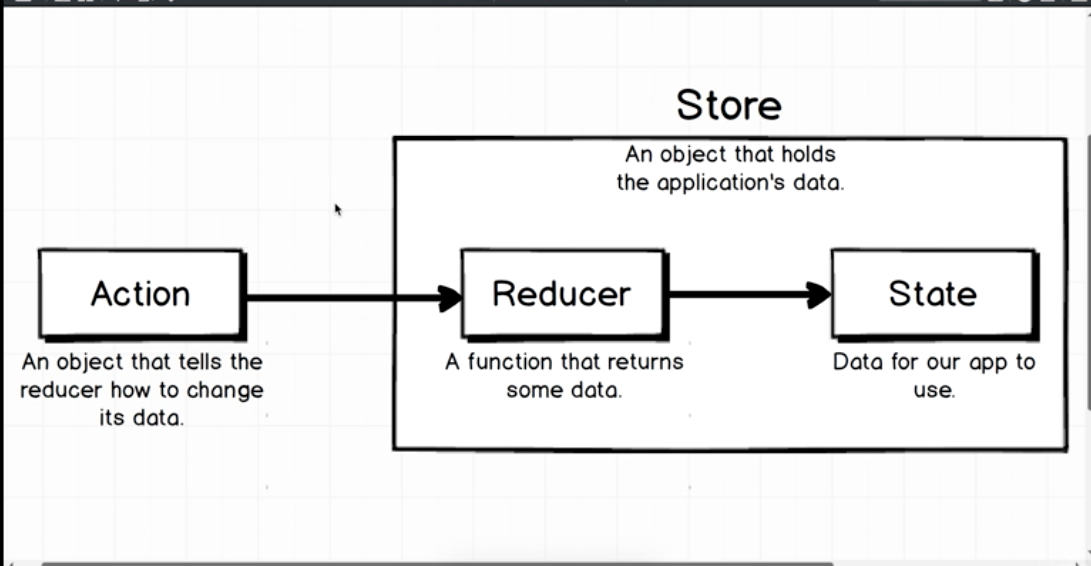 Store
An object that holds
the application's data.
Action
An object that tells the
reducer how to change
its data.
Reducer
A function that returns
some data.
State
Data for our app to
use.